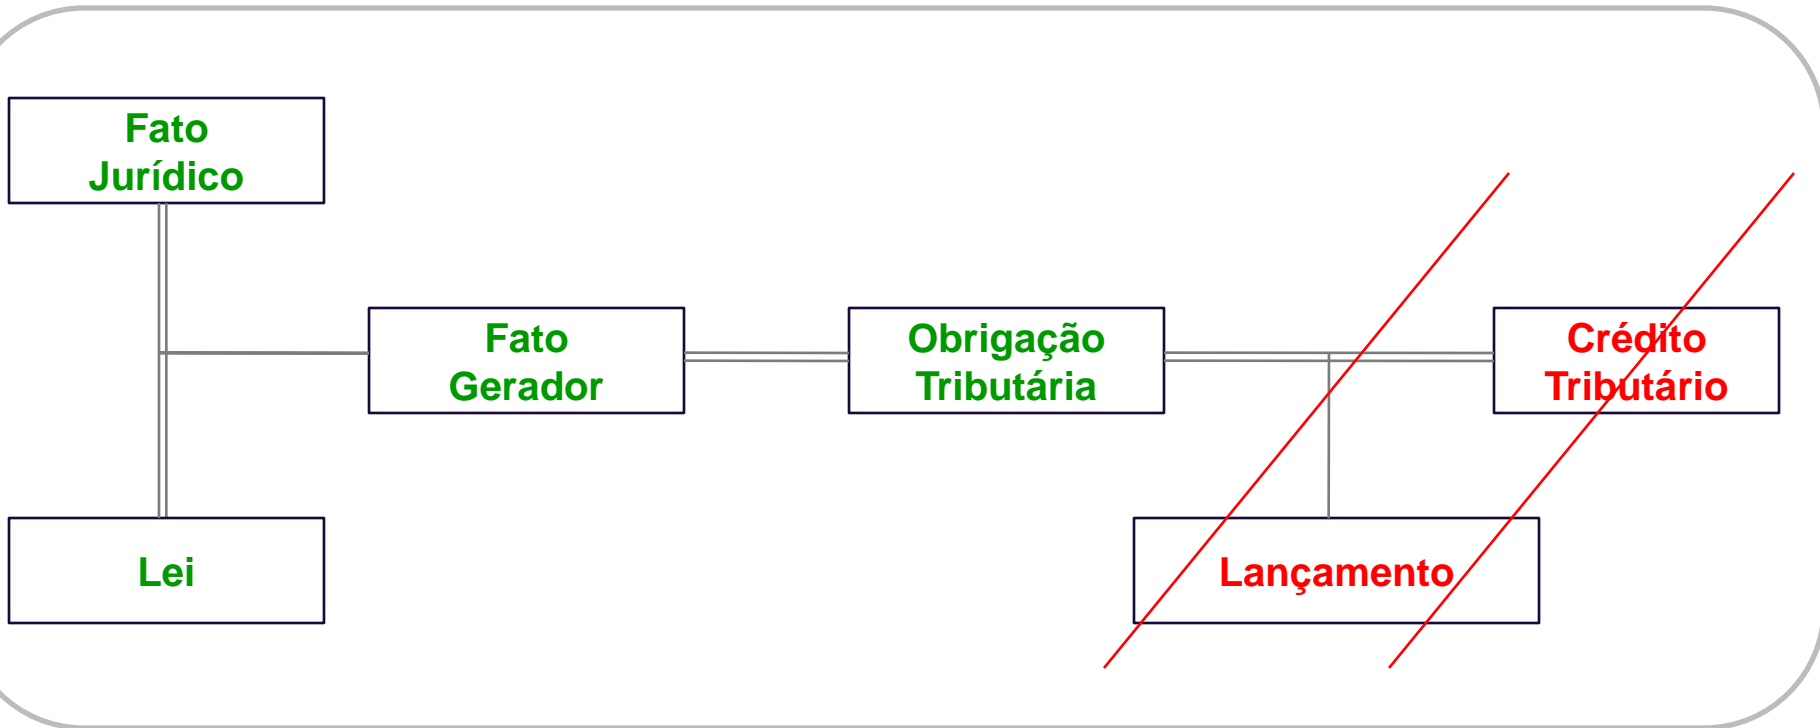 Fato
Jurídico
Fato
Gerador
Obrigação
Tributária
Crédito
Tributário
Lei
Lançamento